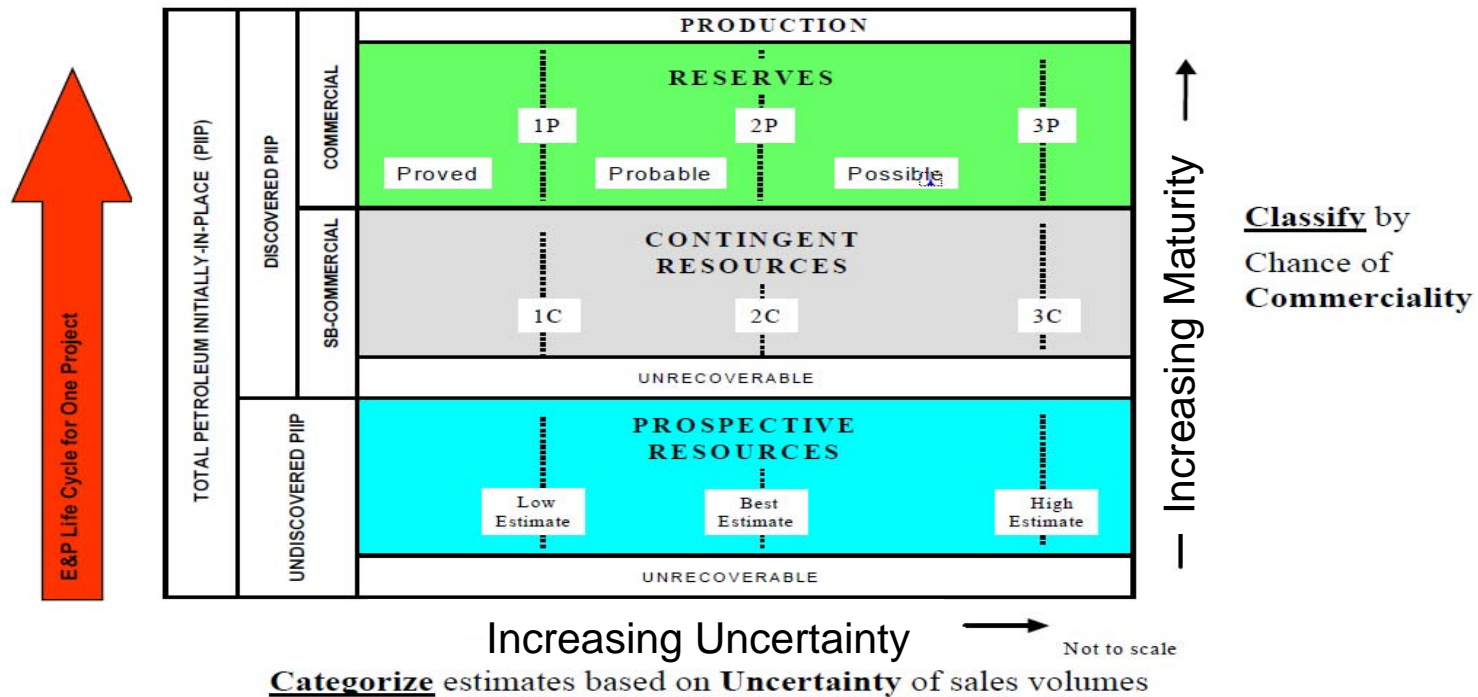 E&P Life Cycle for One Project
TOTAL PETROLEUM INITIALLY-IN-PLACE (PIIP)
DISCOVERED PIIP
UNDISCOVERED PIIP
COMMERCIAL
SB-COMMERCIAL
PRODUCTION
RESERVES
1P 2P 3P
Proved Probable Possible
CONTINGENT
RESOURCES
1C 2C 3C
UNRECOVERABLE
PROSPECTIVE
RESOURCES
Low Estimate
Best Estimate
High Estimate
UNRECOVERABLE
Increasing Maturity
Classify by
Chance of
Commerciality
Increasing Uncertainty
Not to scale
Categorize estimates based on Uncertainty of sales volumes